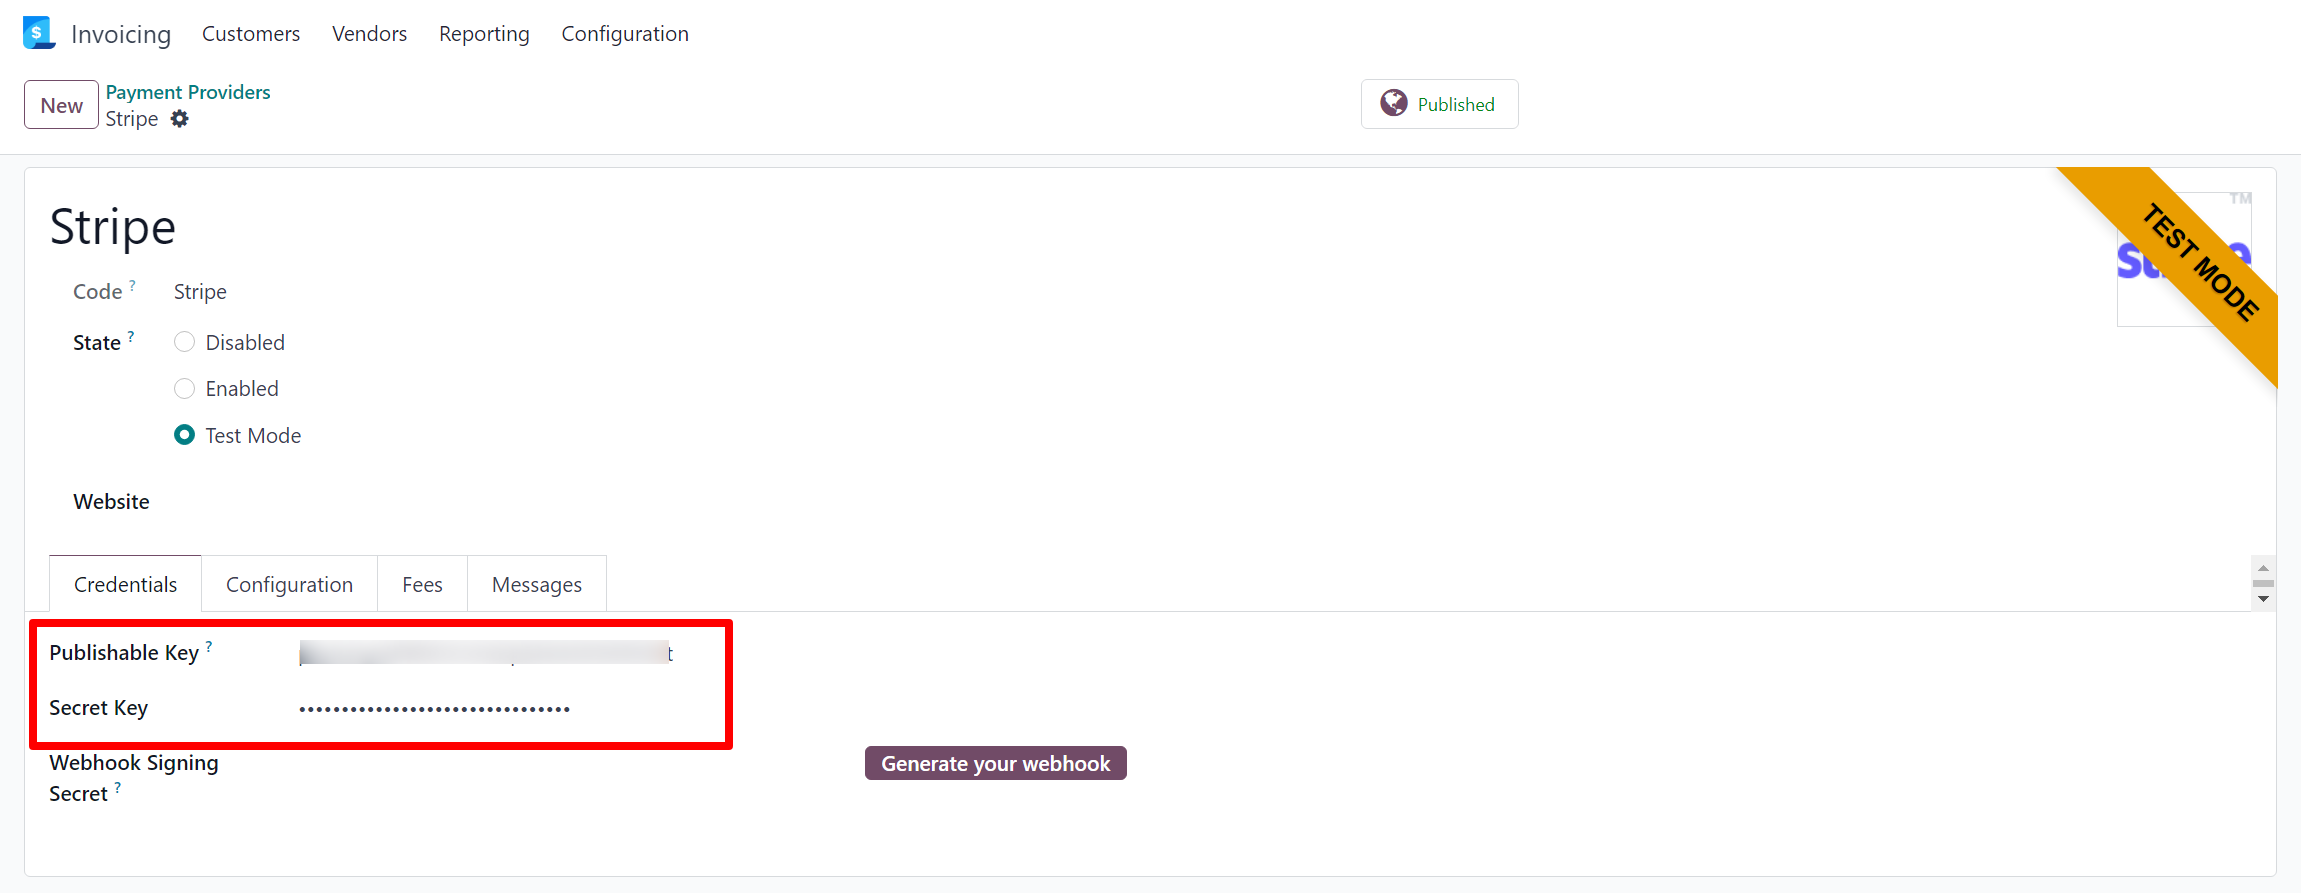 Invoicing Customers Vendors Reporting Configuration
New
Payment Providers
Stripe
Published
Stripe
TM
TEST MODE
Code ? Stripe
State ? Disabled
Enabled
Test Mode
Website
Credentials Configuration Fees Messages
Publishable Key ?
Secret Key ••••••••••••••••••••••••••••••••
Webhook Signing
Secret ?
Generate your webhook